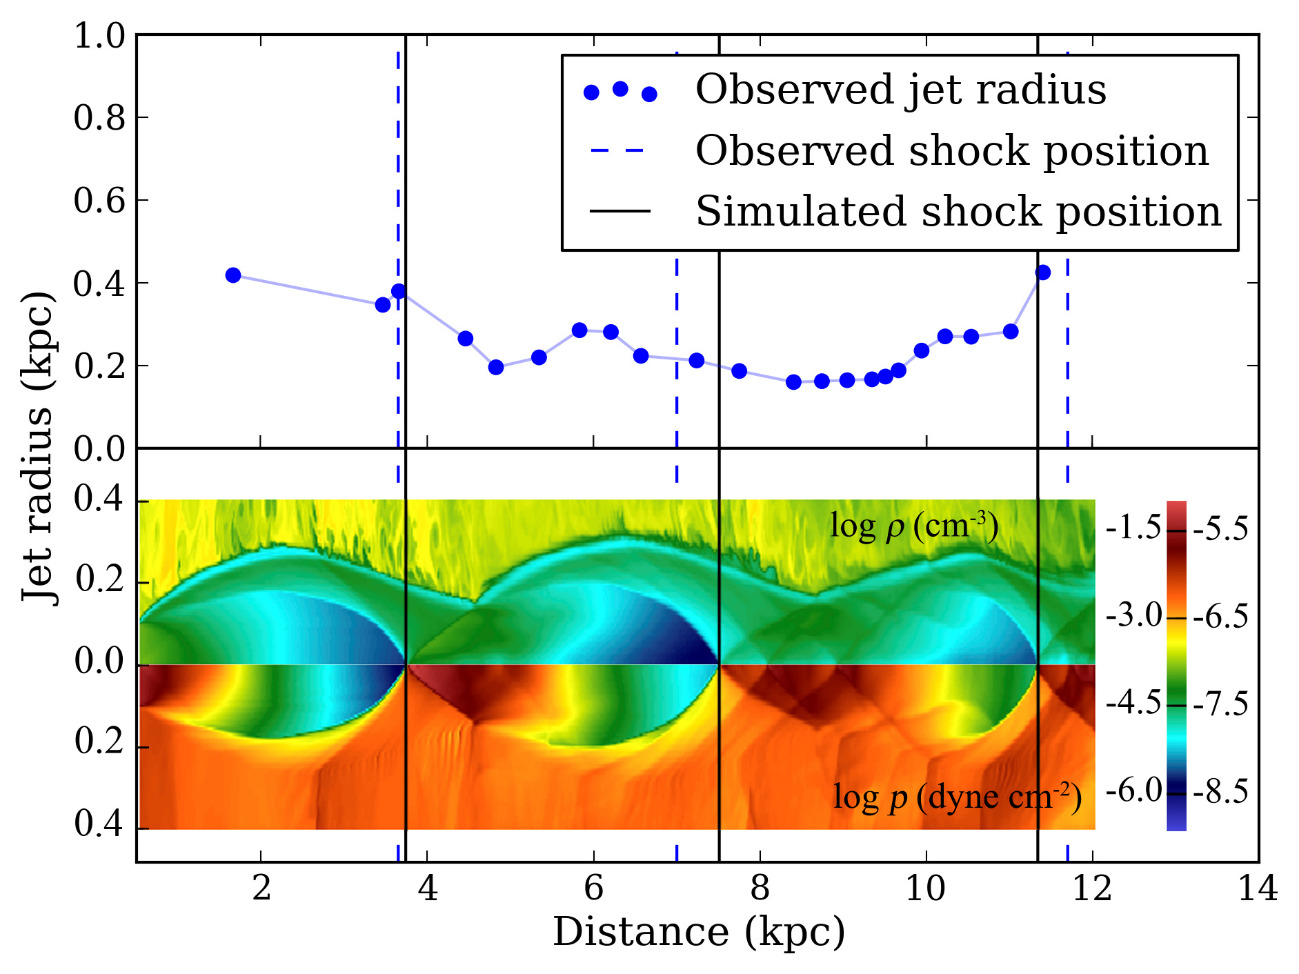 1.0
0.8
0.6
0.4
0.2
0.0
Observed jet radius
Observed shock position
Simulated shock position
Jet radius (kpc)
0.4
0.2
0.0
0.2
0.4
log ρ (cm⁻³)
log p (dyne cm⁻²)
-1.5 -5.5
-3.0 -6.5
-4.5 -7.5
-6.0 -8.5
2 4 6 8 10 12 14
Distance (kpc)